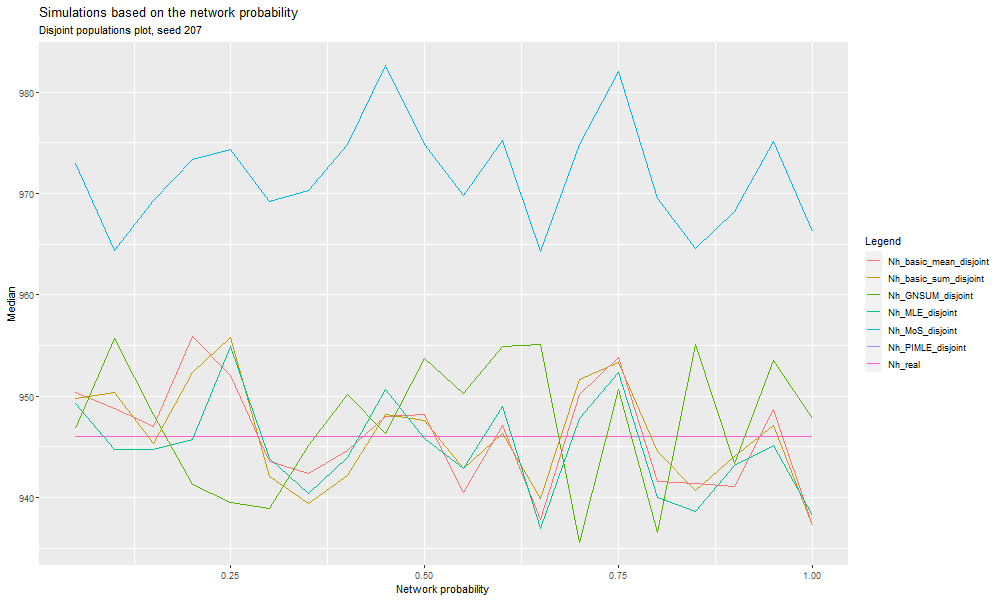 Simulations based on the network probability
Disjoint populations plot, seed 207
980
970
960
950
940
Median
0.25
0.50
0.75
1.00
Network probability
Legend
Nh_basic_mean_disjoint
Nh_basic_sum_disjoint
Nh_GNSUM_disjoint
Nh_MLE_disjoint
Nh_MoS_disjoint
Nh_PIMLE_disjoint
Nh_real